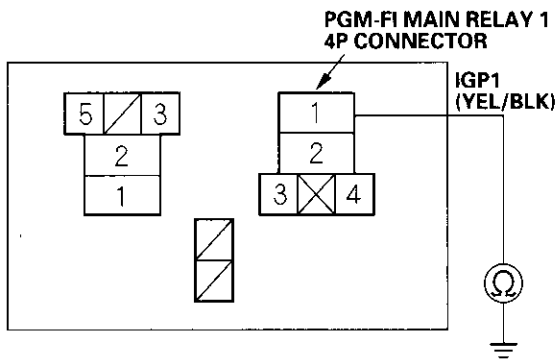 PGM-FI MAIN RELAY 1
4P CONNECTOR
IGP1
(YEL/BLK)
5 3
2
1
1
2
3 4
Ω